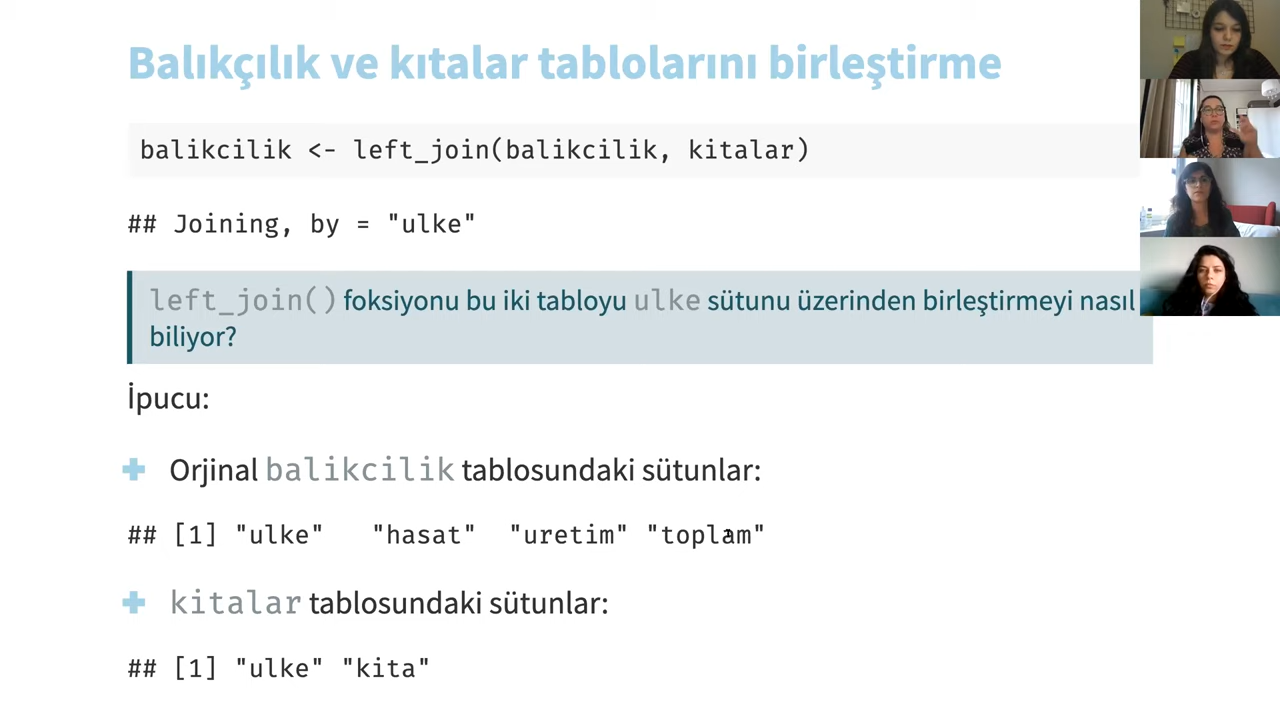 Balıkçılık ve kıtalar tablolarını birleştirme
balikcilik <- left_join(balikcilik, kitalar)
## Joining, by = "ulke"
left_join() foksiyonu bu iki tabloyu ulke sütunu üzerinden birleştirmeyi nasıl
biliyor?
İpucu:
Orjinal balikcilik tablosundaki sütunlar:
## [1] "ulke"   "hasat"  "uretim" "toplam"
kitalar tablosundaki sütunlar:
## [1] "ulke" "kita"